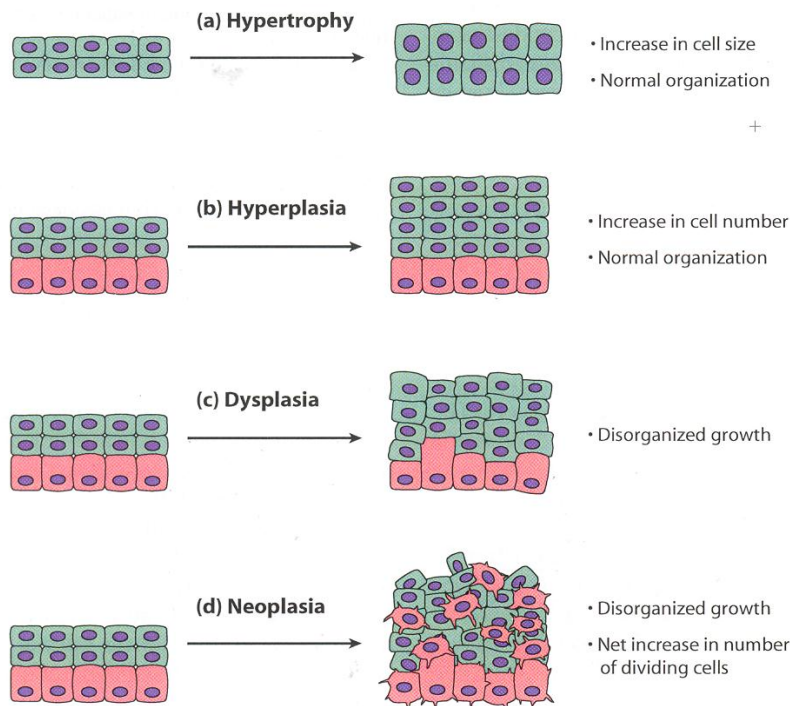 (a) Hypertrophy
• Increase in cell size
• Normal organization
(b) Hyperplasia
• Increase in cell number
• Normal organization
(c) Dysplasia
• Disorganized growth
(d) Neoplasia
• Disorganized growth
• Net increase in number
of dividing cells